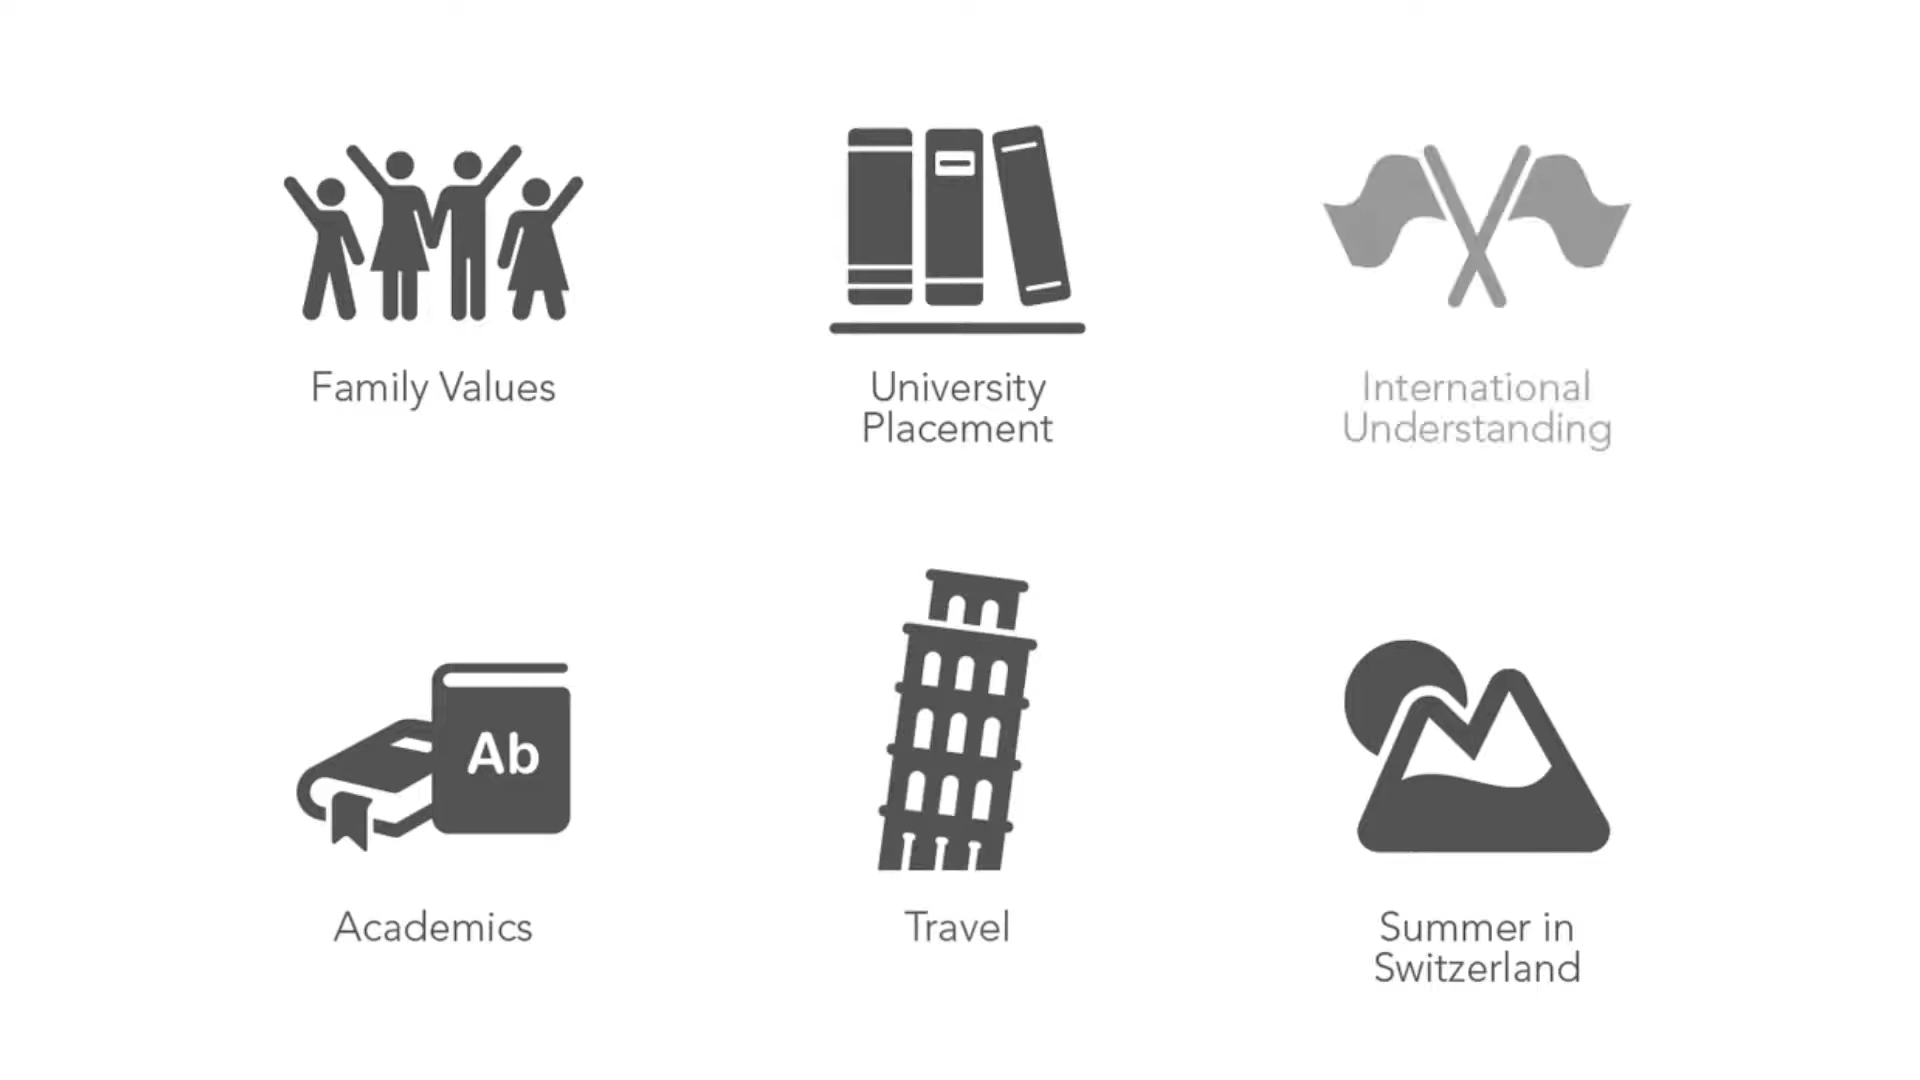 Family Values
University
Placement
International
Understanding
Ab
Academics
Travel
Summer in
Switzerland